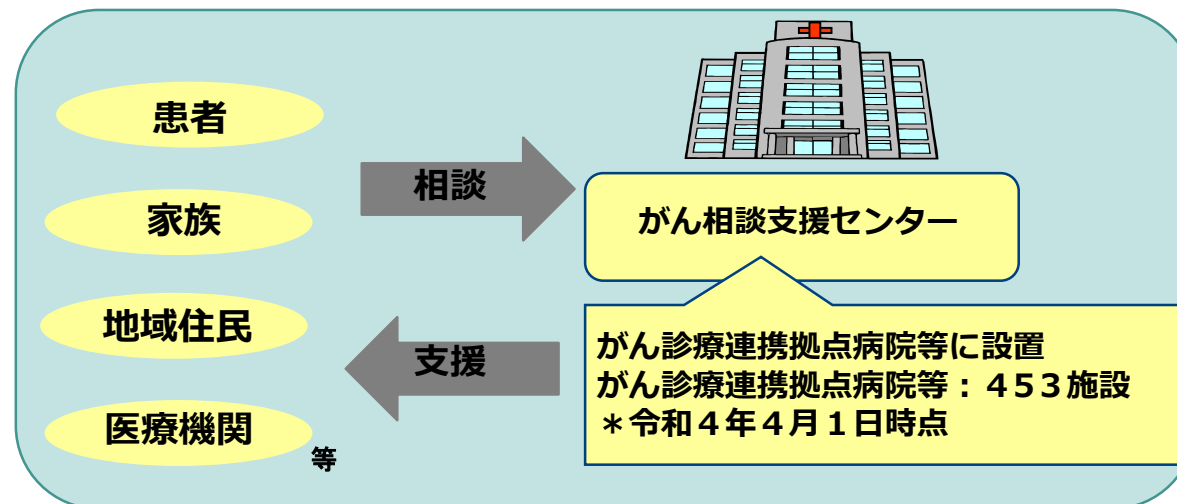 患者
家族
地域住民
医療機関
等
相談
支援
がん相談支援センター
がん診療連携拠点病院等に設置
がん診療連携拠点病院等：４５３施設
＊令和４年４月１日時点